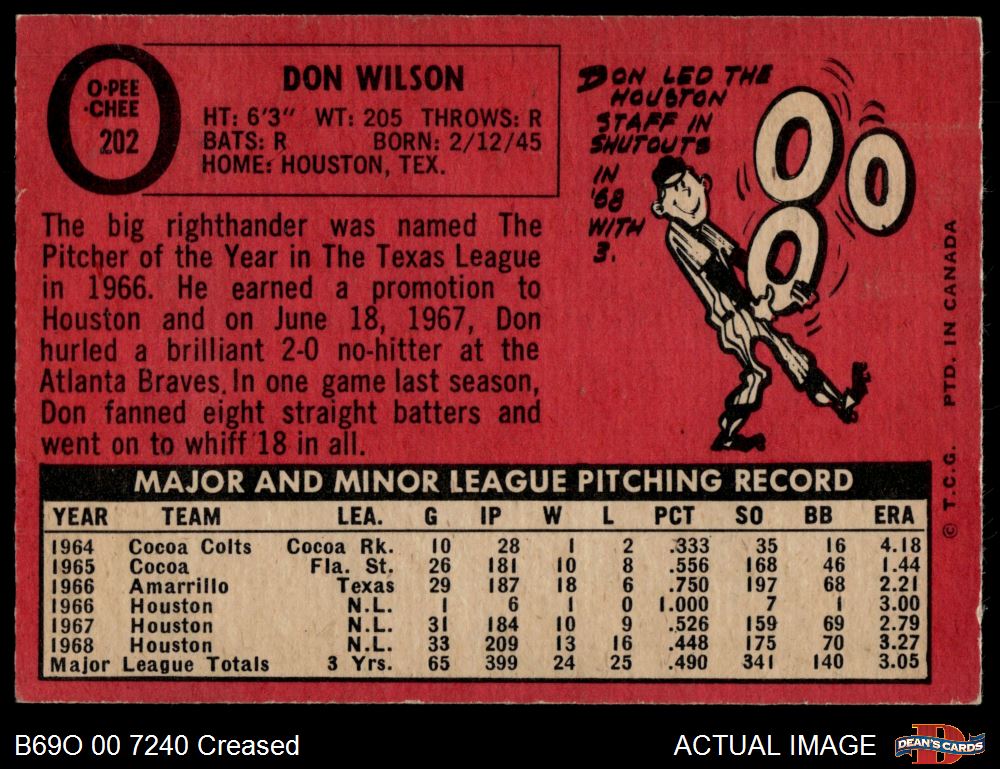 O-PEE
-CHEE
202
DON WILSON
HT: 6'3" WT: 205 THROWS: R
BATS: R BORN: 2/12/45
HOME: HOUSTON, TEX.
DON LED THE
HOUSTON
STAFF IN
SHUTOUTS
IN
'68
WITH
3.
000
The big righthander was named The
Pitcher of the Year in The Texas League
in 1966. He earned a promotion to
Houston and on June 18, 1967, Don
hurled a brilliant 2-0 no-hitter at the
Atlanta Braves. In one game last season,
Don fanned eight straight batters and
went on to whiff 18 in all.
© T.C.G. PTD. IN CANADA
MAJOR AND MINOR LEAGUE PITCHING RECORD
YEAR TEAM LEA. G IP W L PCT SO BB ERA
1964 Cocoa Colts Cocoa Rk. 10 28 1 2 .333 35 16 4.18
1965 Cocoa Fla. St. 26 181 10 8 .556 168 46 1.44
1966 Amarrillo Texas 29 187 18 6 .750 197 68 2.21
1966 Houston N.L. 1 6 1 0 1.000 7 1 3.00
1967 Houston N.L. 31 184 10 9 .526 159 69 2.79
1968 Houston N.L. 33 209 13 16 .448 175 70 3.27
Major League Totals 3 Yrs. 65 399 24 25 .490 341 140 3.05
B69O 00 7240 Creased
ACTUAL IMAGE
D
DEAN'S CARDS